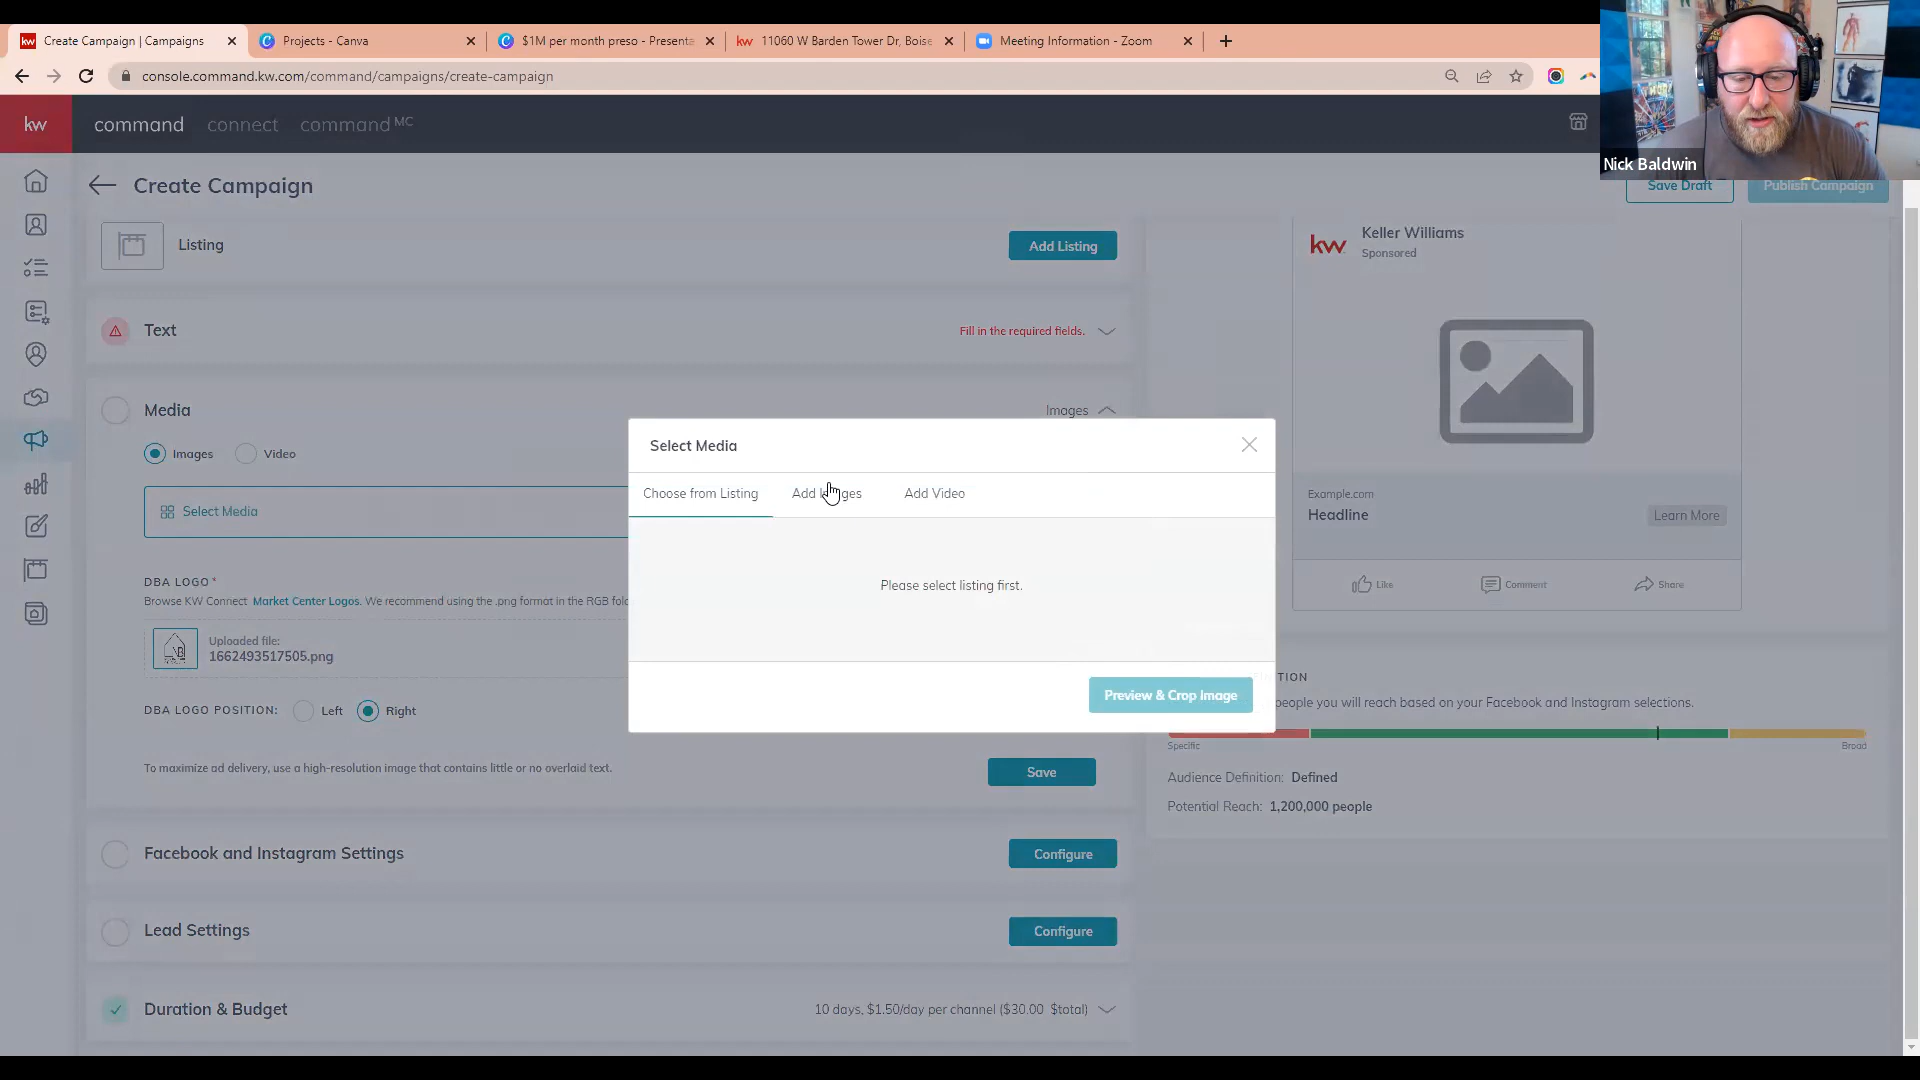 kw Create Campaign | Campaigns
Projects - Canva
$1M per month preso - Presenta
kw 11060 W Barden Tower Dr, Boise
Meeting Information - Zoom
console.command.kw.com/command/campaigns/create-campaign
kw command connect command MC
Nick Baldwin
Create Campaign
Save Draft
Publish Campaign
Listing
Add Listing
Text
Fill in the required fields.
Media
Images
Images
Video
Select Media
DBA LOGO*
Browse KW Connect Market Center Logos. We recommend using the .png format in the RGB
Uploaded file:
1662493517505.png
DBA LOGO POSITION:
Left
Right
To maximize ad delivery, use a high-resolution image that contains little or no overlaid text.
Save
Facebook and Instagram Settings
Configure
Lead Settings
Configure
Duration & Budget
10 days, $1.50/day per channel ($30.00 $total)
Select Media
Choose from Listing
Add Images
Add Video
Please select listing first.
Preview & Crop Image
kw
Keller Williams
Sponsored
Example.com
Headline
Learn More
Like
Comment
Share
people you will reach based on your Facebook and Instagram selections.
Specific
Broad
Audience Definition: Defined
Potential Reach: 1,200,000 people